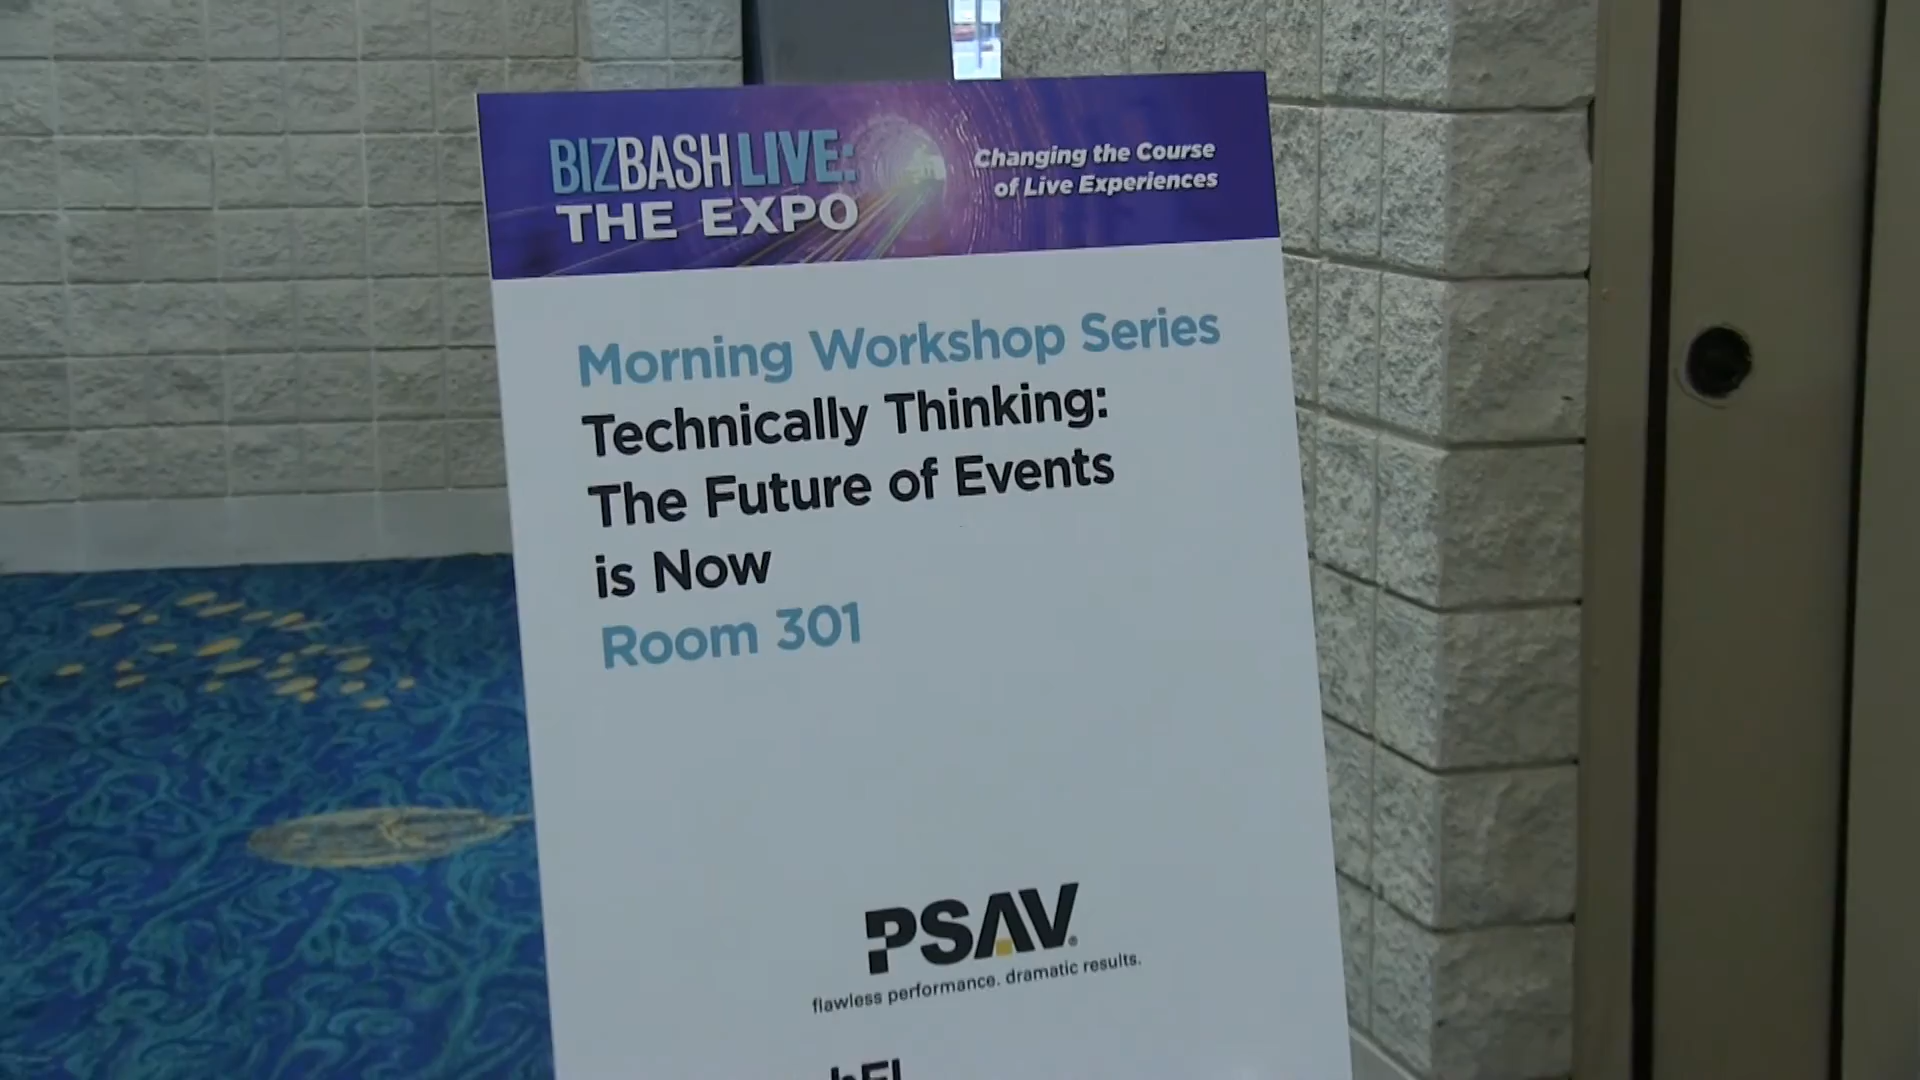 BIZBASH LIVE:
THE EXPO
Changing the Course
of Live Experiences
Morning Workshop Series
Technically Thinking:
The Future of Events
is Now
Room 301
PSAV®
flawless performance. dramatic results.